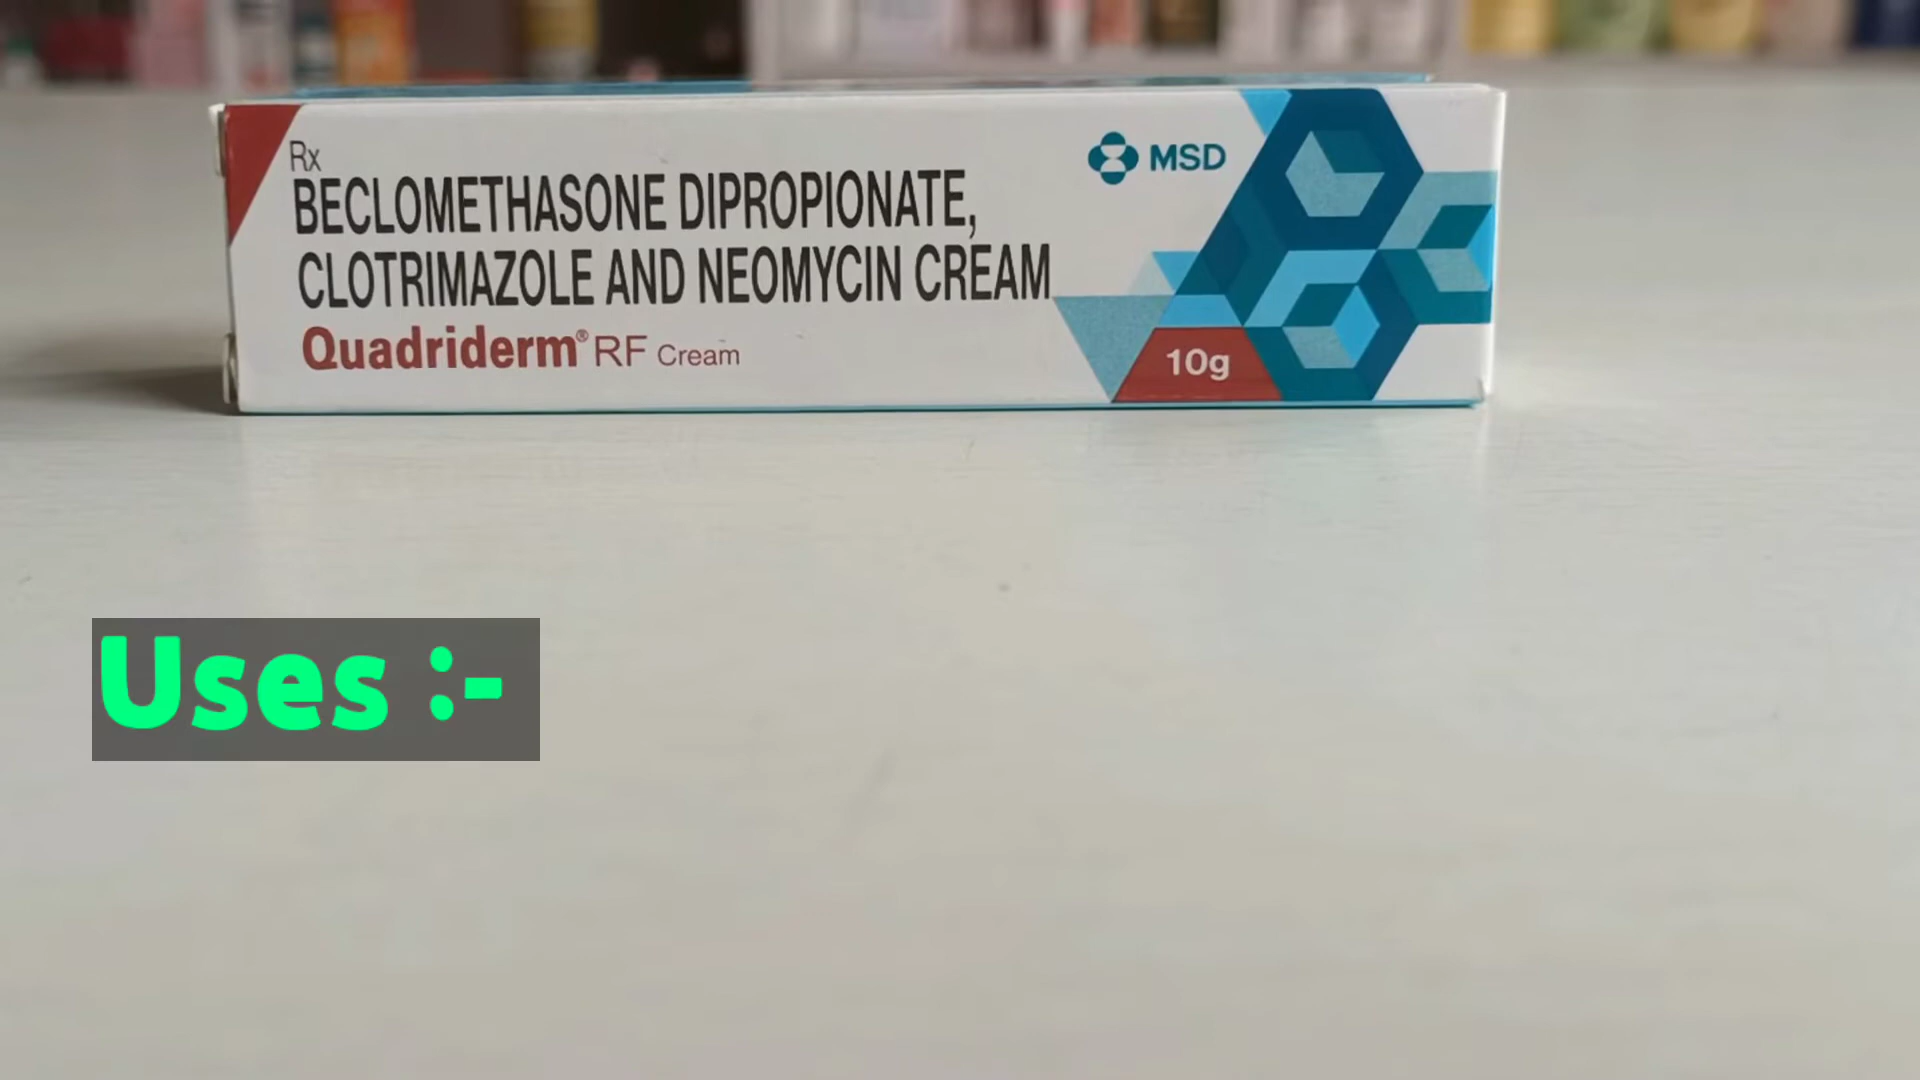 Rx
BECLOMETHASONE DIPROPIONATE,
CLOTRIMAZOLE AND NEOMYCIN CREAM
Quadriderm® RF Cream
MSD
10g
Uses :-